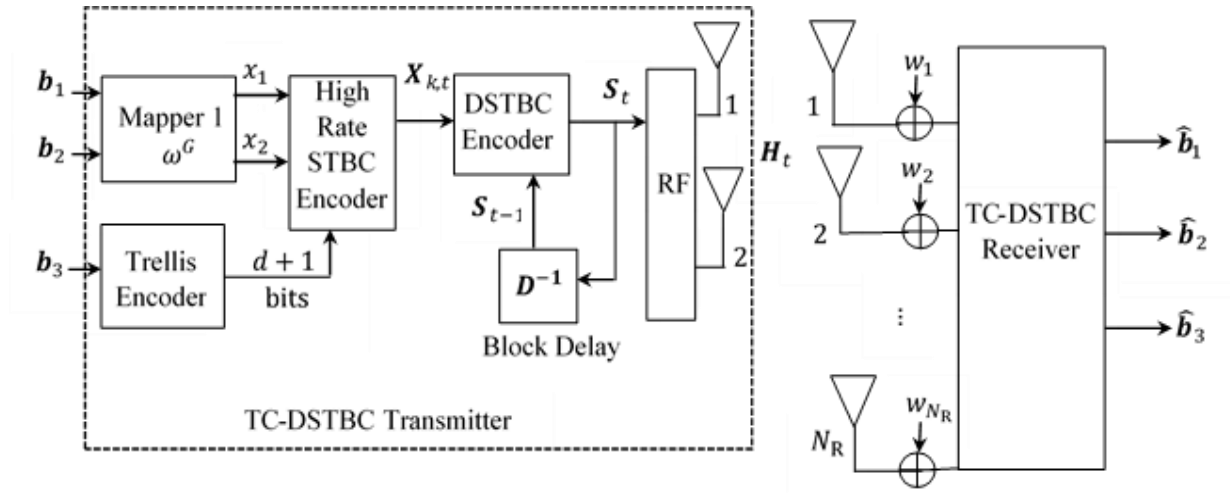 b₁
b₂
b₃
Mapper 1
ω^G
x₁
x₂
Trellis
Encoder
d + 1
bits
High
Rate
STBC
Encoder
X_{k,t}
DSTBC
Encoder
S_t
S_{t−1}
D⁻¹
Block Delay
RF
1
2
TC-DSTBC Transmitter
H_t
1
w₁
2
w₂
...
N_R
w_{N_R}
TC-DSTBC
Receiver
b̂₁
b̂₂
b̂₃